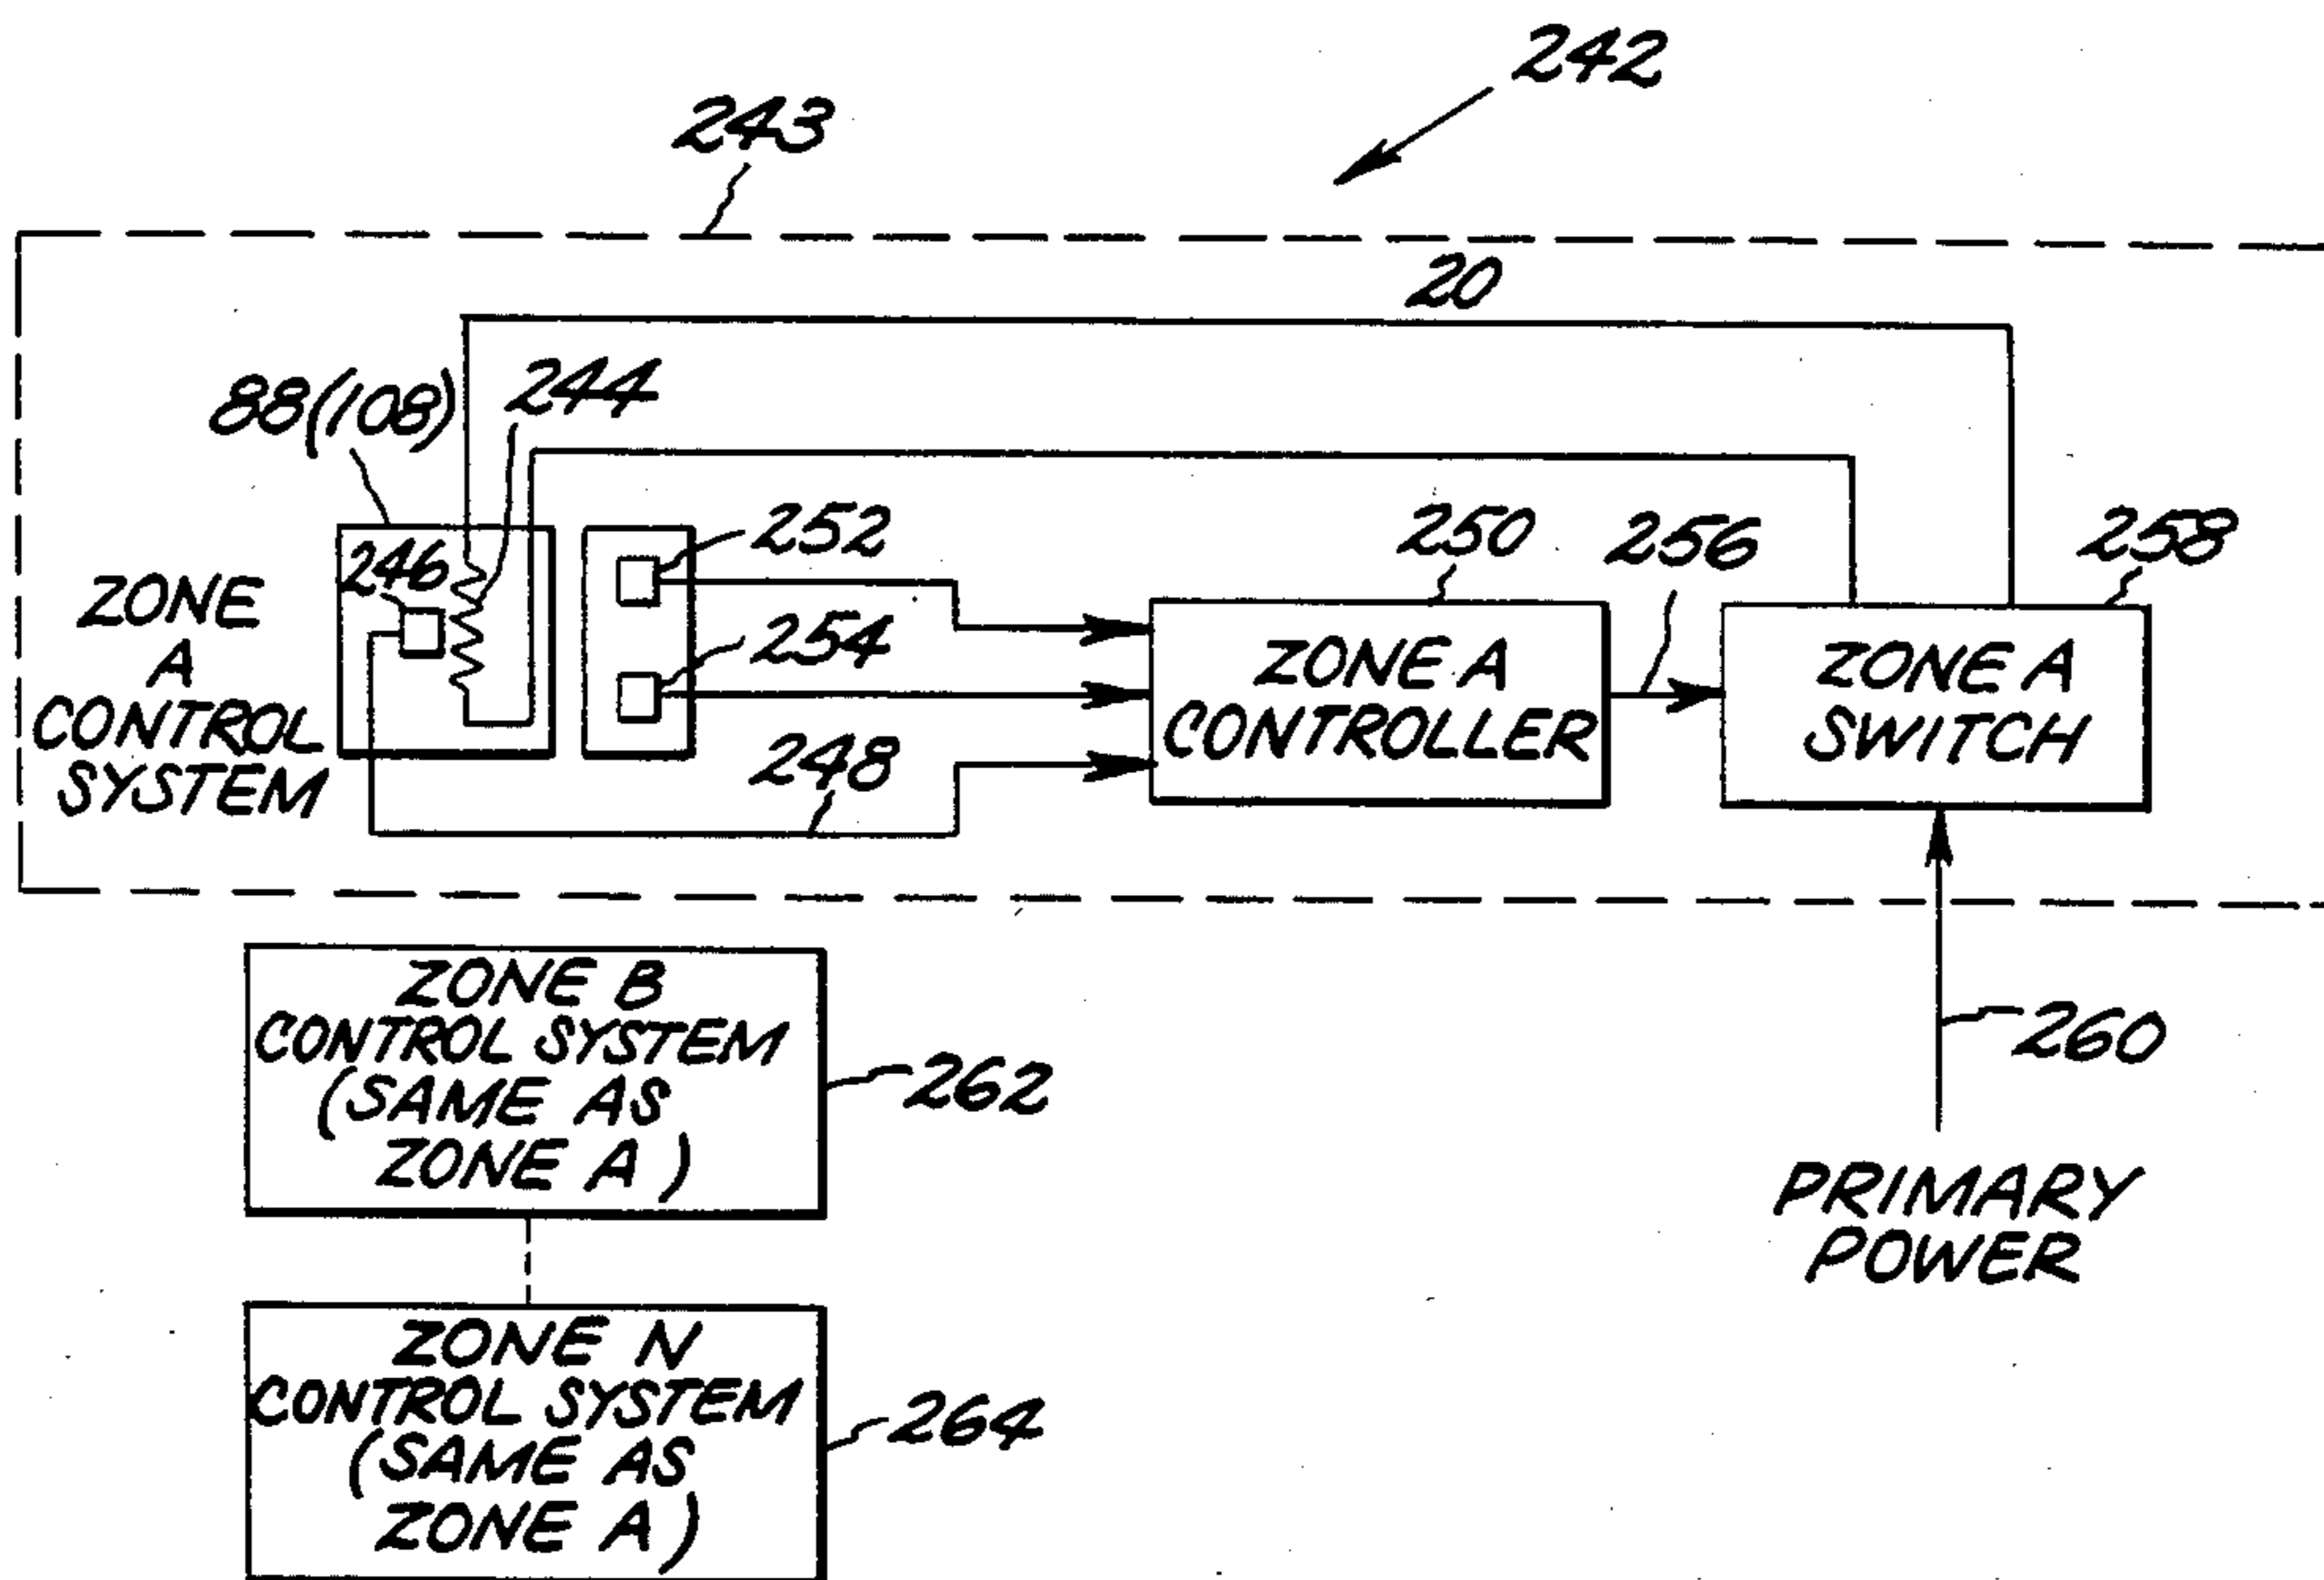 242
243
20
88(108)
244
246
252
250
256
258
254
248
ZONE
A
CONTROL
SYSTEM
ZONE A
CONTROLLER
ZONE A
SWITCH
ZONE B
CONTROL SYSTEM
(SAME AS
ZONE A)
262
260
PRIMARY
POWER
ZONE N
CONTROL SYSTEM
(SAME AS
ZONE A)
264